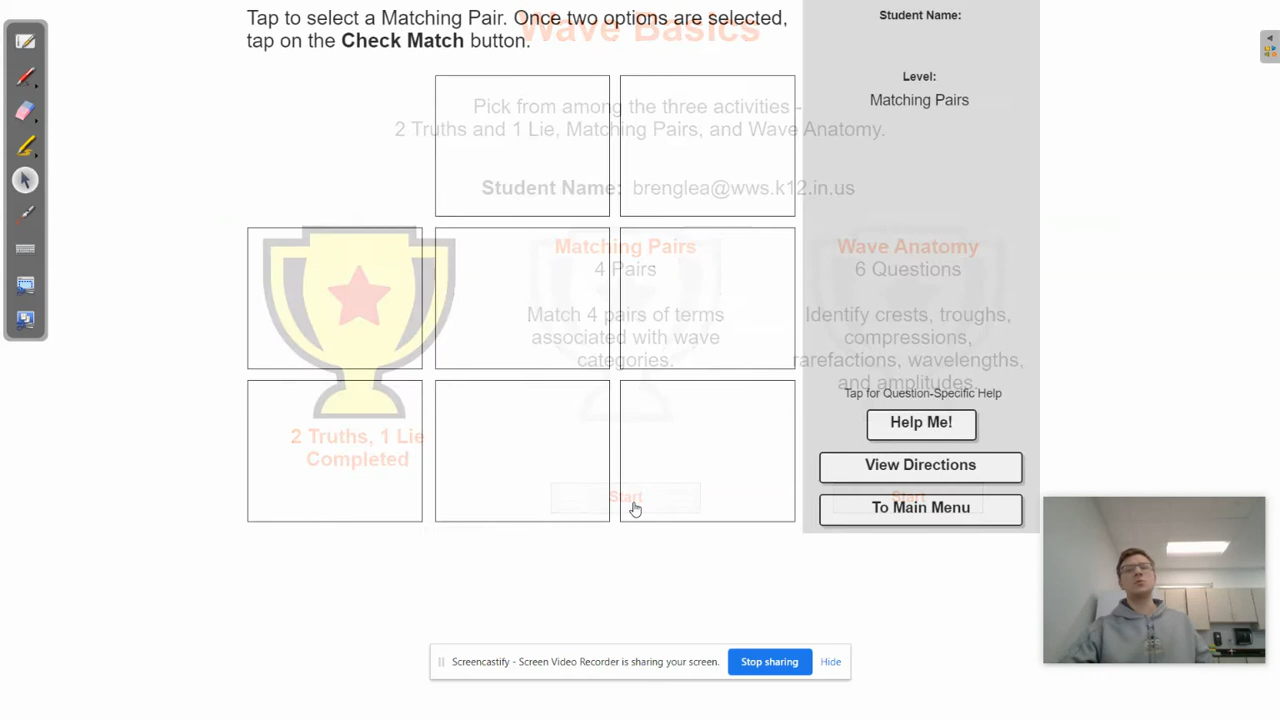 Tap to select a Matching Pair. Once two options are selected,
tap on the Check Match button.
Wave Basics
Pick from among the three activities -
2 Truths and 1 Lie, Matching Pairs, and Wave Anatomy.
Student Name: brenglea@wws.k12.in.us
2 Truths, 1 Lie
Completed
Matching Pairs
4 Pairs
Match 4 pairs of terms
associated with wave
categories.
Start
Wave Anatomy
6 Questions
Identify crests, troughs,
compressions,
rarefactions, wavelengths,
and amplitudes.
Start
Student Name:
Level:
Matching Pairs
Tap for Question-Specific Help
Help Me!
View Directions
To Main Menu
Screencastify - Screen Video Recorder is sharing your screen.
Stop sharing
Hide